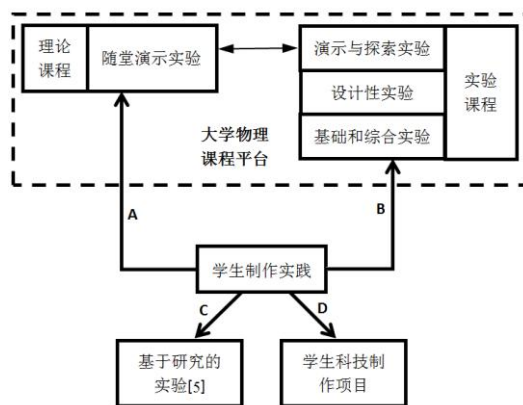 理论
课程
随堂演示实验
演示与探索实验
设计性实验
基础和综合实验
实验
课程
大学物理
课程平台
A
B
学生制作实践
C
D
基于研究的
实验[5]
学生科技制
作项目